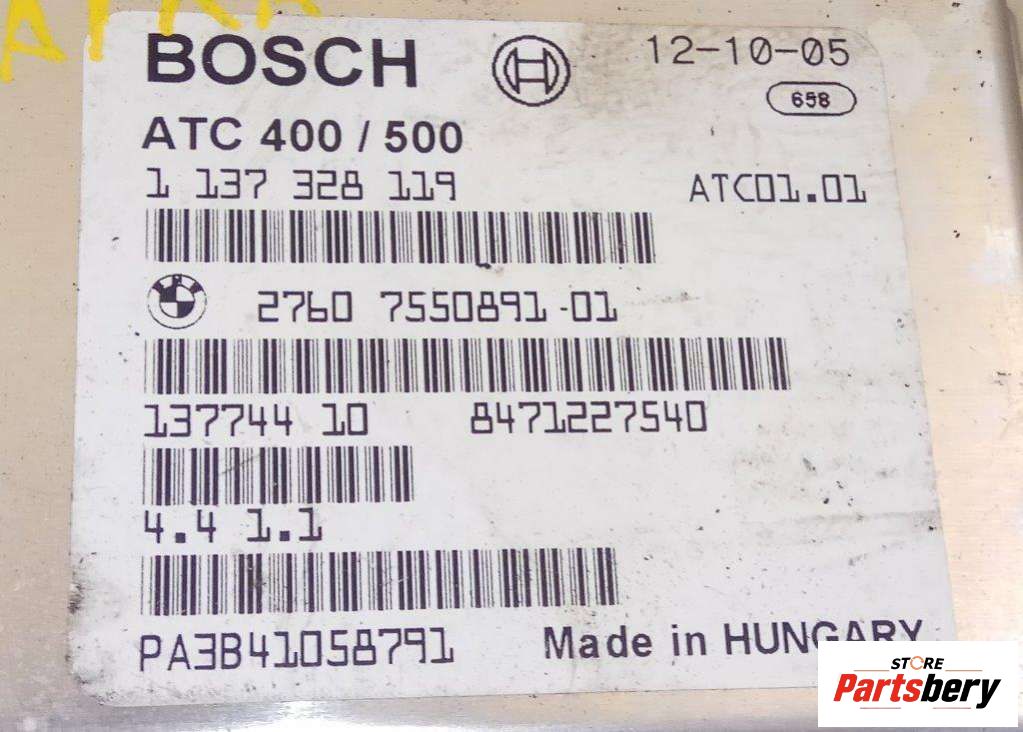 BOSCH 12-10-05
658
ATC 400 / 500
1 137 328 119 ATC01.01
2760 7550891-01
137744 10 8471227540
4.4 1.1
PA3B41058791 Made in HUNGARY
STORE
Partsbery